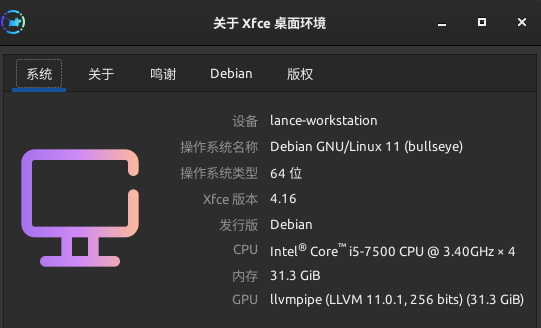 关于 Xfce 桌面环境
系统 关于 鸣谢 Debian 版权
设备 lance-workstation
操作系统名称 Debian GNU/Linux 11 (bullseye)
操作系统类型 64 位
Xfce 版本 4.16
发行版 Debian
CPU Intel® Core™ i5-7500 CPU @ 3.40GHz × 4
内存 31.3 GiB
GPU llvmpipe (LLVM 11.0.1, 256 bits) (31.3 GiB)